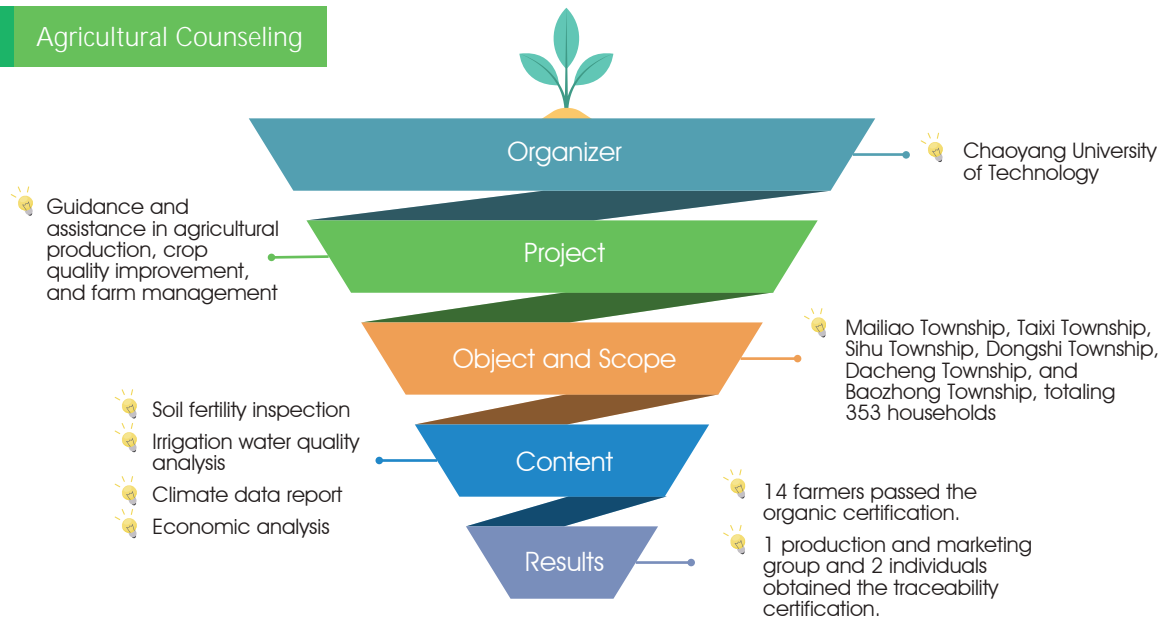 Agricultural Counseling
Organizer
Chaoyang University
of Technology
Project
Guidance and
assistance in agricultural
production, crop
quality improvement,
and farm management
Object and Scope
Mailiao Township, Taixi Township,
Sihu Township, Dongshi Township,
Dacheng Township, and
Baozhong Township, totaling
353 households
Content
Soil fertility inspection
Irrigation water quality
analysis
Climate data report
Economic analysis
Results
14 farmers passed the
organic certification.
1 production and marketing
group and 2 individuals
obtained the traceability
certification.